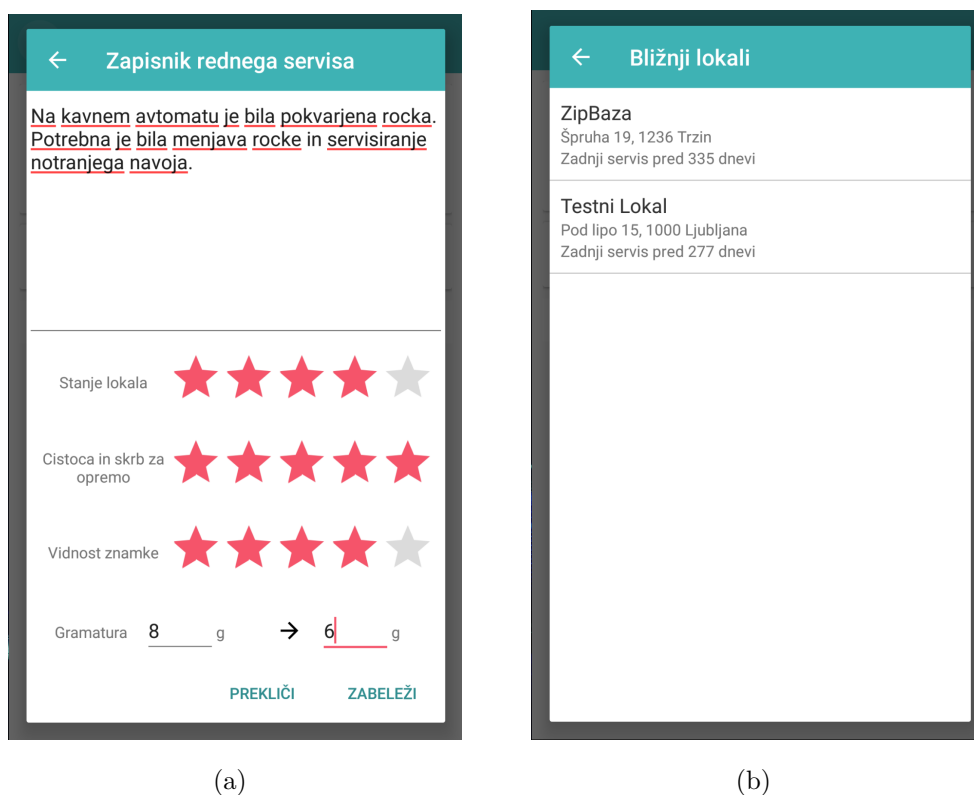 Zapisnik rednega servisa
Na kavnem avtomatu je bila pokvarjena rocka.
Potrebna je bila menjava rocke in servisiranje
notranjega navoja.
Stanje lokala
Cistoca in skrb za
opremo
Vidnost znamke
Gramatura 8 g → 6 g
PREKLIČI ZABELEŽI
(a)
Bližnji lokali
ZipBaza
Špruha 19, 1236 Trzin
Zadnji servis pred 335 dnevi
Testni Lokal
Pod lipo 15, 1000 Ljubljana
Zadnji servis pred 277 dnevi
(b)